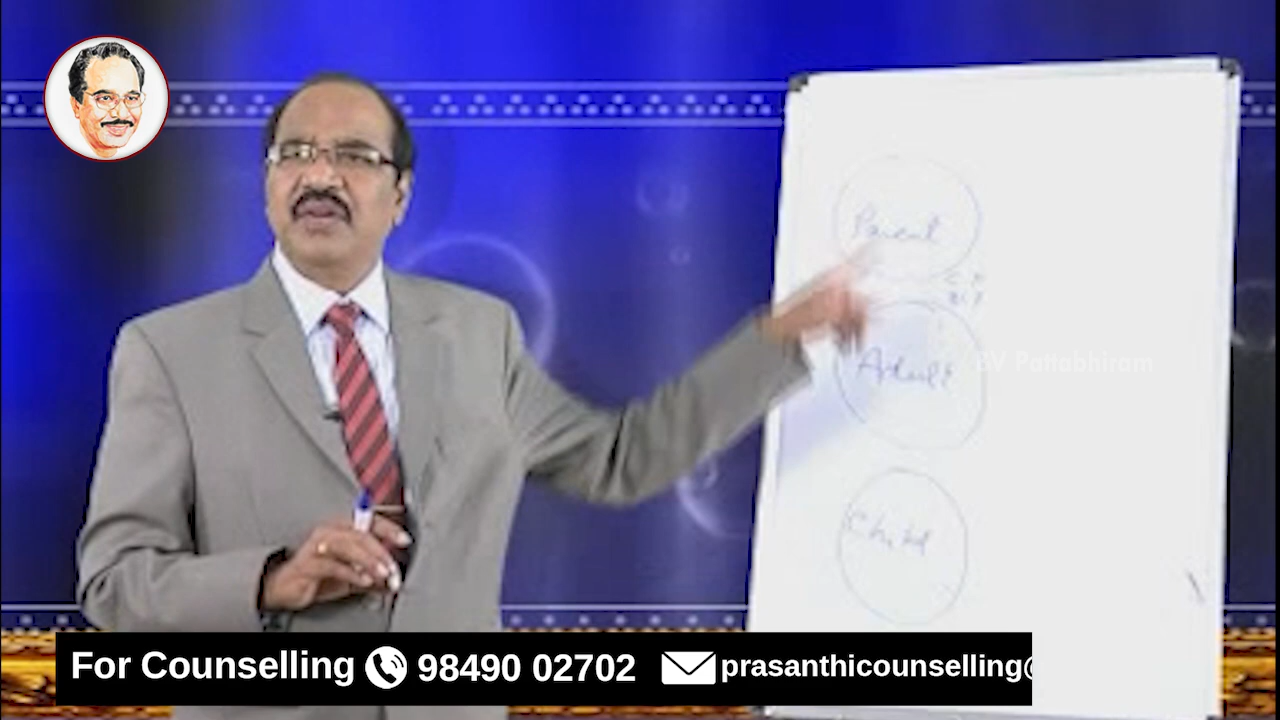 Parent
Adult
BV Pattabhiram
Child
For Counselling 98490 02702 prasanthicounselling@